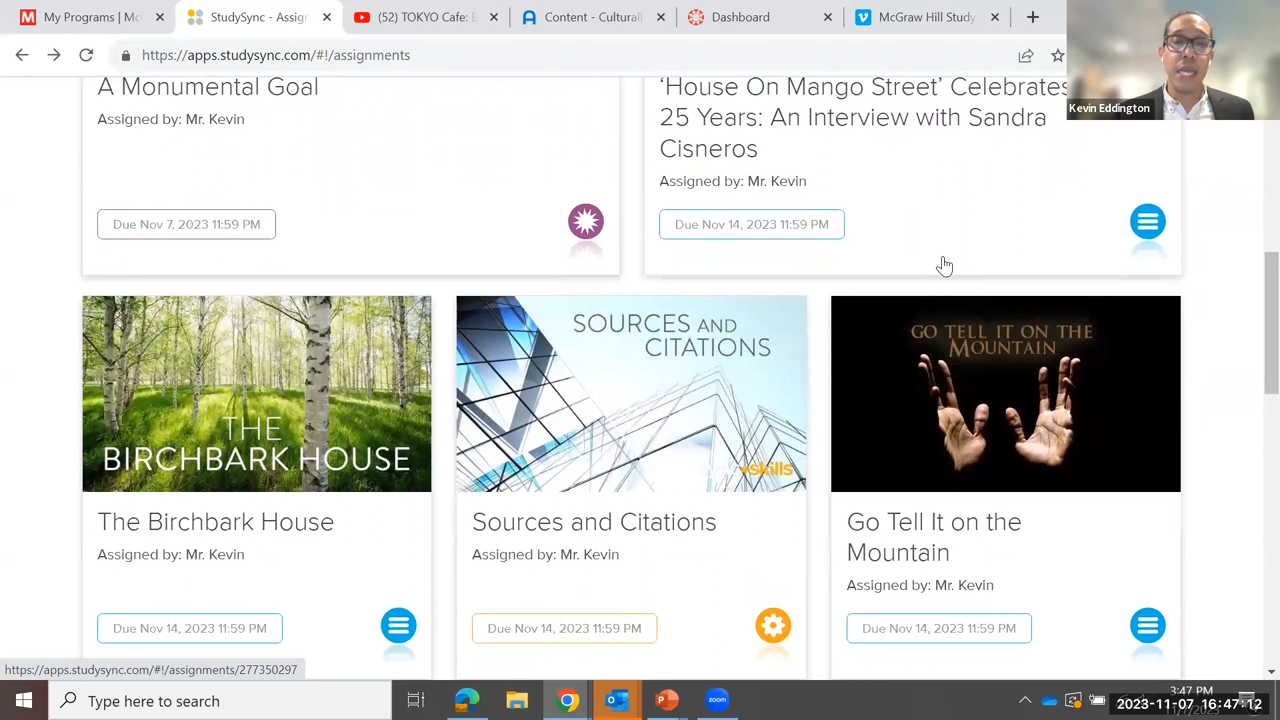 My Programs | Mc
StudySync - Assign
(52) TOKYO Cafe: B
Content - Culturall
Dashboard
McGraw Hill Study
https://apps.studysync.com/#!/assignments
Kevin Eddington
A Monumental Goal
Assigned by: Mr. Kevin
Due Nov 7, 2023 11:59 PM
‘House On Mango Street’ Celebrates
25 Years: An Interview with Sandra
Cisneros
Assigned by: Mr. Kevin
Due Nov 14, 2023 11:59 PM
THE
BIRCHBARK HOUSE
The Birchbark House
Assigned by: Mr. Kevin
Due Nov 14, 2023 11:59 PM
SOURCES AND
CITATIONS
skills
Sources and Citations
Assigned by: Mr. Kevin
Due Nov 14, 2023 11:59 PM
GO TELL IT ON THE
MOUNTAIN
Go Tell It on the
Mountain
Assigned by: Mr. Kevin
Due Nov 14, 2023 11:59 PM
https://apps.studysync.com/#!/assignments/277350297
Type here to search
zoom
3:47 PM
2023-11-07 16:47:12